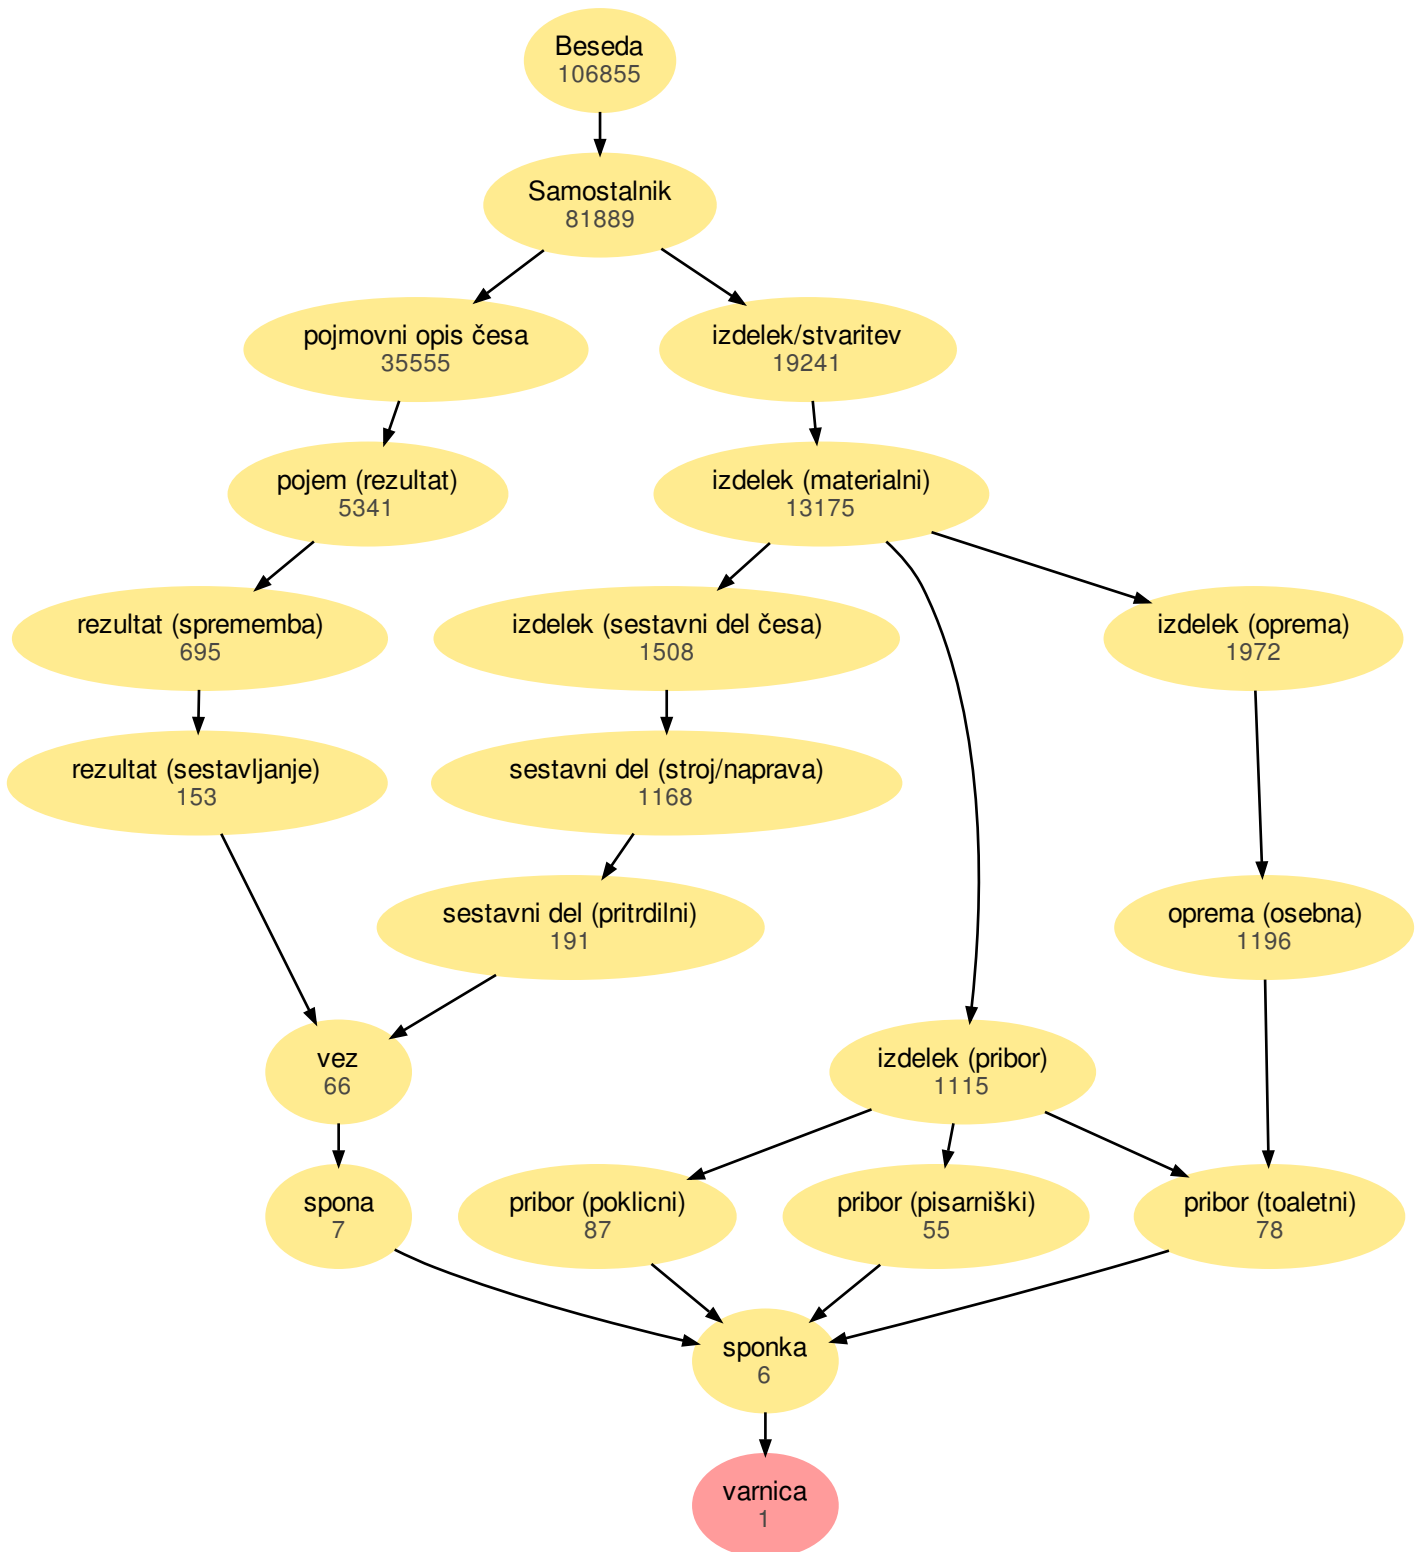 Beseda
106855
Samostalnik
81889
pojmovni opis česa
35555
izdelek/stvaritev
19241
pojem (rezultat)
5341
izdelek (materialni)
13175
rezultat (sprememba)
695
izdelek (sestavni del česa)
1508
izdelek (oprema)
1972
rezultat (sestavljanje)
153
sestavni del (stroj/naprava)
1168
sestavni del (pritrdilni)
191
oprema (osebna)
1196
vez
66
izdelek (pribor)
1115
spona
7
pribor (poklicni)
87
pribor (pisarniški)
55
pribor (toaletni)
78
sponka
6
varnica
1